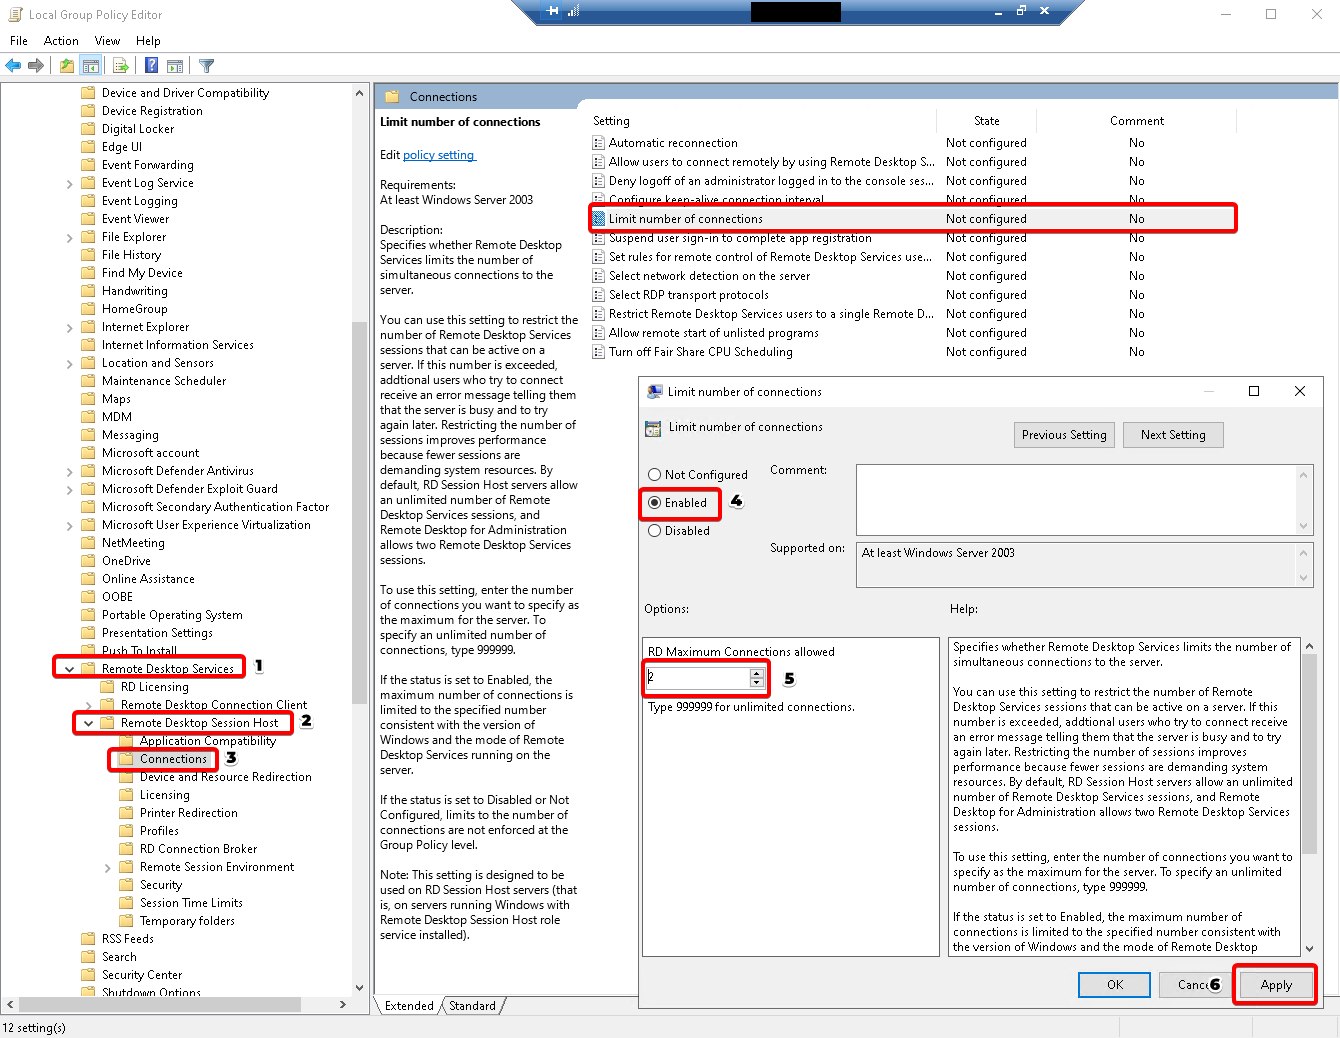 Local Group Policy Editor
File Action View Help
Device and Driver Compatibility
Device Registration
Digital Locker
Edge UI
Event Forwarding
Event Log Service
Event Logging
Event Viewer
File Explorer
File History
Find My Device
Handwriting
HomeGroup
Internet Explorer
Internet Information Services
Location and Sensors
Maintenance Scheduler
Maps
MDM
Messaging
Microsoft account
Microsoft Defender Antivirus
Microsoft Defender Exploit Guard
Microsoft Secondary Authentication Factor
Microsoft User Experience Virtualization
NetMeeting
OneDrive
Online Assistance
OOBE
Portable Operating System
Presentation Settings
Push To Install
Remote Desktop Services 1
RD Licensing
Remote Desktop Connection Client
Remote Desktop Session Host 2
Application Compatibility
Connections 3
Device and Resource Redirection
Licensing
Printer Redirection
Profiles
RD Connection Broker
Remote Session Environment
Security
Session Time Limits
Temporary folders
RSS Feeds
Search
Security Center
Shutdown Options
12 setting(s)
Connections
Limit number of connections
Edit policy setting
Requirements:
At least Windows Server 2003
Description:
Specifies whether Remote Desktop
Services limits the number of
simultaneous connections to the
server.
You can use this setting to restrict the
number of Remote Desktop Services
sessions that can be active on a
server. If this number is exceeded,
addtional users who try to connect
receive an error message telling them
that the server is busy and to try
again later. Restricting the number of
sessions improves performance
because fewer sessions are
demanding system resources. By
default, RD Session Host servers allow
an unlimited number of Remote
Desktop Services sessions, and
Remote Desktop for Administration
allows two Remote Desktop Services
sessions.
To use this setting, enter the number
of connections you want to specify as
the maximum for the server. To
specify an unlimited number of
connections, type 999999.
If the status is set to Enabled, the
maximum number of connections is
limited to the specified number
consistent with the version of
Windows and the mode of Remote
Desktop Services running on the
server.
If the status is set to Disabled or Not
Configured, limits to the number of
connections are not enforced at the
Group Policy level.
Note: This setting is designed to be
used on RD Session Host servers (that
is, on servers running Windows with
Remote Desktop Session Host role
service installed).
Extended Standard
Setting State Comment
Automatic reconnection Not configured No
Allow users to connect remotely by using Remote Desktop S... Not configured No
Deny logoff of an administrator logged in to the console ses... Not configured No
Configure keep-alive connection interval Not configured No
Limit number of connections Not configured No
Suspend user sign-in to complete app registration Not configured No
Set rules for remote control of Remote Desktop Services use... Not configured No
Select network detection on the server Not configured No
Select RDP transport protocols Not configured No
Restrict Remote Desktop Services users to a single Remote D... Not configured No
Allow remote start of unlisted programs Not configured No
Turn off Fair Share CPU Scheduling Not configured No
Limit number of connections
Limit number of connections
Previous Setting Next Setting
Not Configured
Enabled 4
Disabled
Comment:
Supported on: At least Windows Server 2003
Options:
RD Maximum Connections allowed
2 5
Type 999999 for unlimited connections.
Help:
Specifies whether Remote Desktop Services limits the number of
simultaneous connections to the server.
You can use this setting to restrict the number of Remote
Desktop Services sessions that can be active on a server. If this
number is exceeded, addtional users who try to connect receive
an error message telling them that the server is busy and to try
again later. Restricting the number of sessions improves
performance because fewer sessions are demanding system
resources. By default, RD Session Host servers allow an unlimited
number of Remote Desktop Services sessions, and Remote
Desktop for Administration allows two Remote Desktop Services
sessions.
To use this setting, enter the number of connections you want to
specify as the maximum for the server. To specify an unlimited
number of connections, type 999999.
If the status is set to Enabled, the maximum number of
connections is limited to the specified number consistent with
the version of Windows and the mode of Remote Desktop
OK Cance 6 Apply